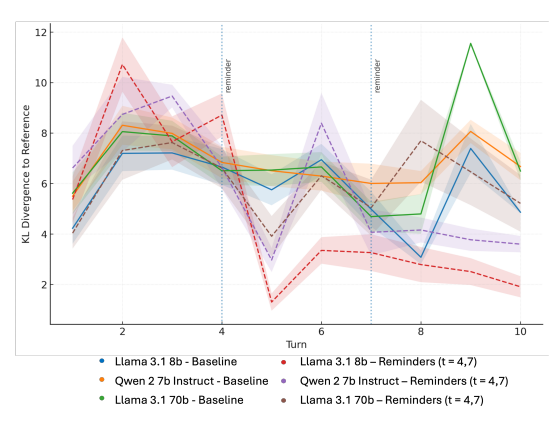 12
10
8
6
4
2
KL Divergence to Reference
reminder
reminder
2
4
6
8
10
Turn
Llama 3.1 8b - Baseline
Llama 3.1 8b – Reminders (t = 4,7)
Qwen 2 7b Instruct - Baseline
Qwen 2 7b Instruct – Reminders (t = 4,7)
Llama 3.1 70b - Baseline
Llama 3.1 70b – Reminders (t = 4,7)